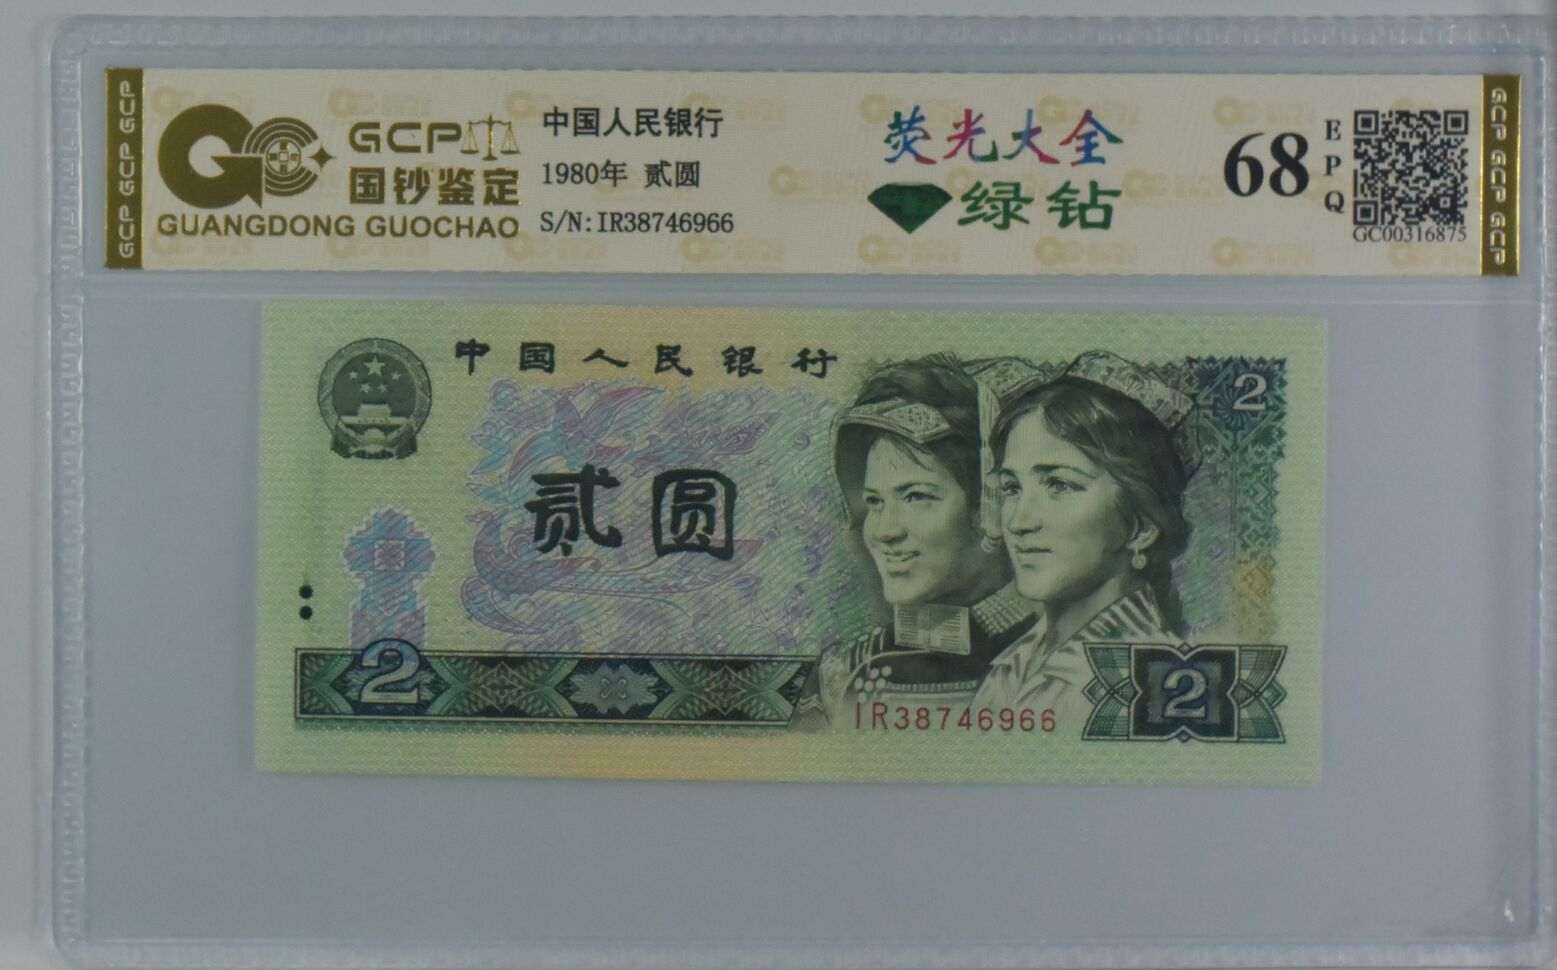 GCP GCP GCP
GCP
国钞鉴定
GUANGDONG GUOCHAO
中国人民银行
1980年 贰圆
S/N:IR38746966
荧光大全
绿钻
68
EPQ
GC00316875
GCP GCP GCP
中国人民银行
2
贰圆
2
IR38746966
2